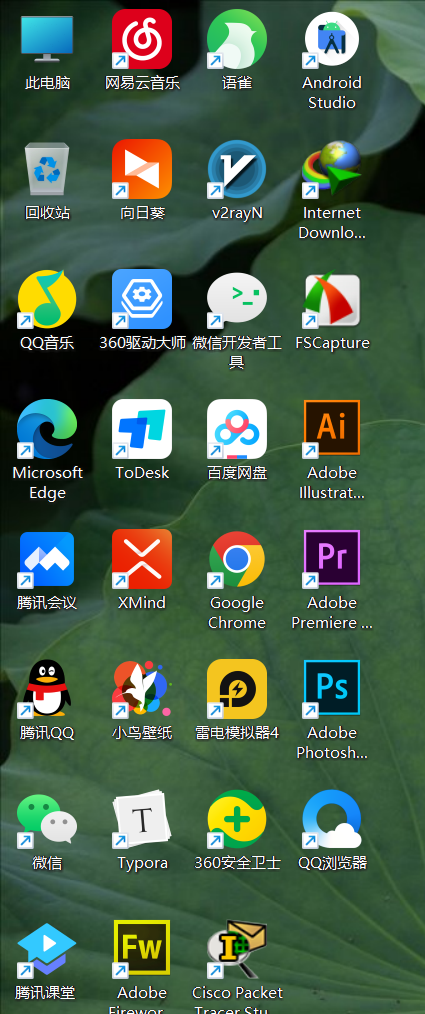 此电脑
网易云音乐
语雀
Android
Studio
回收站
向日葵
v2rayN
Internet
Downlo...
QQ音乐
360驱动大师
微信开发者工
具
FSCapture
Microsoft
Edge
ToDesk
百度网盘
Ai
Adobe
Illustrat...
腾讯会议
XMind
Google
Chrome
Pr
Adobe
Premiere ...
腾讯QQ
小鸟壁纸
雷电模拟器4
Ps
Adobe
Photosh...
微信
T
Typora
360安全卫士
QQ浏览器
腾讯课堂
Fw
Adobe
Firewor...
Cisco Packet
Tracer Stu...